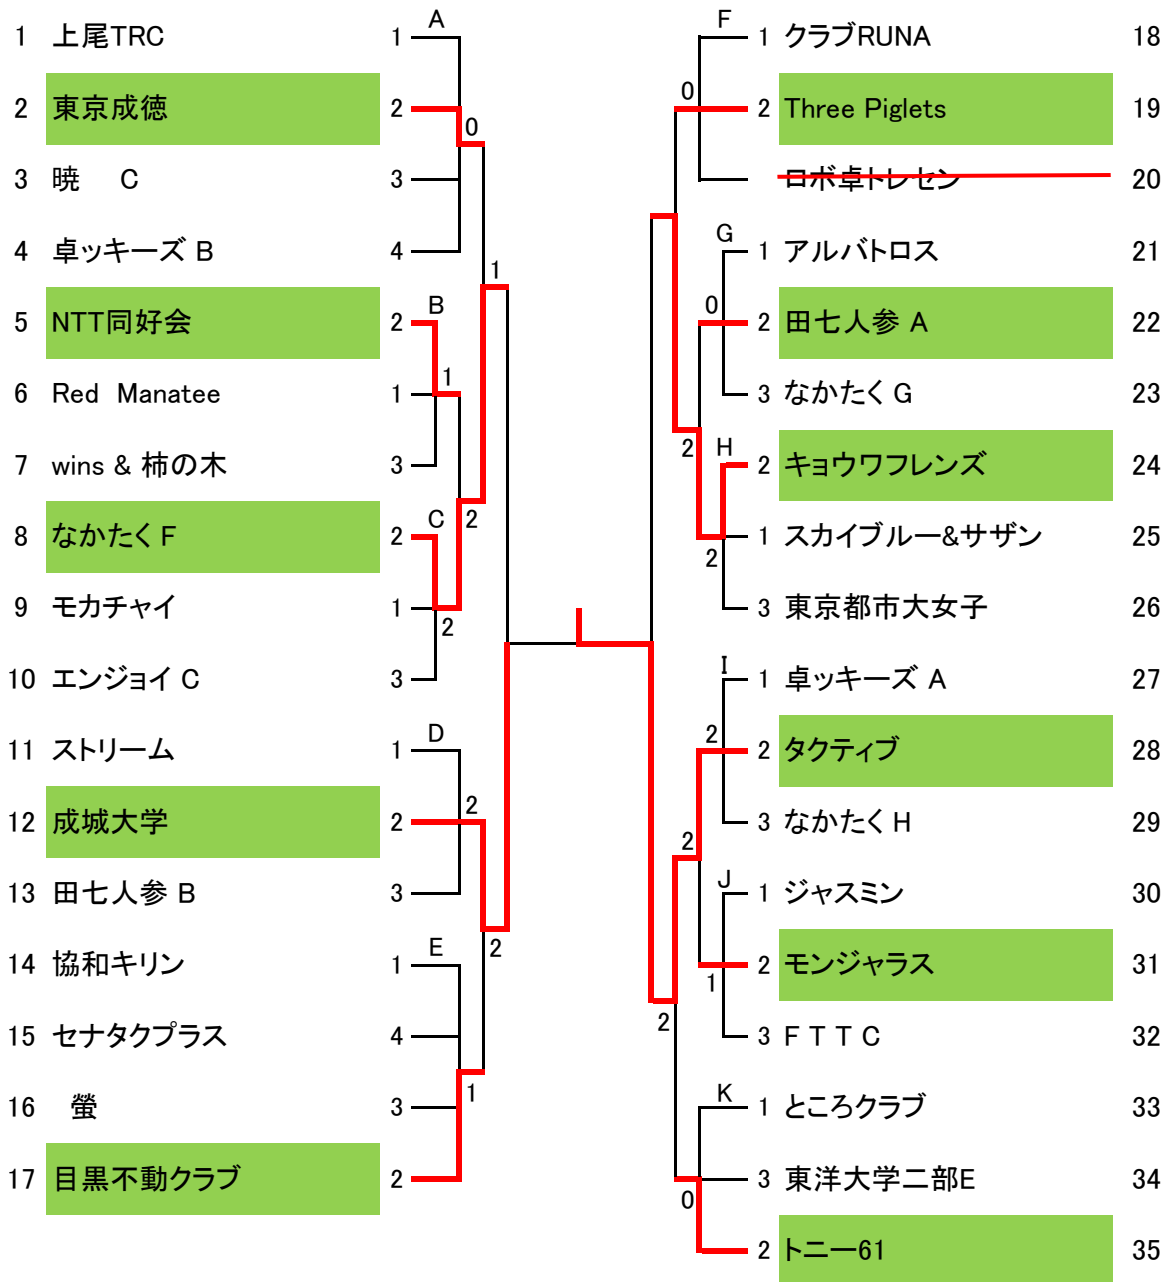 A
1 上尾TRC 1
2 東京成徳 2
0
3 暁 C 3
4 卓ッキーズ B 4
1
B
5 NTT同好会 2
1
6 Red Manatee 1
7 wins & 柿の木 3
2
C
8 なかたく F 2
9 モカチャイ 1
2
10 エンジョイ C 3
D
11 ストリーム 1
2
12 成城大学 2
13 田七人参 B 3
2
E
14 協和キリン 1
15 セナタクプラス 4
1
16 螢 3
17 目黒不動クラブ 2
F
1 クラブRUNA 18
0
2 Three Piglets 19
ロボ卓トレセン 20
G
1 アルバトロス 21
0
2 田七人参 A 22
3 なかたく G 23
2
H
2 キョウワフレンズ 24
1 スカイブルー&サザン 25
2
3 東京都市大女子 26
I
1 卓ッキーズ A 27
2
2 タクティブ 28
3 なかたく H 29
2
J
1 ジャスミン 30
2 モンジャラス 31
1
2
3 F T T C 32
K
1 ところクラブ 33
3 東洋大学二部E 34
0
2 トニー61 35